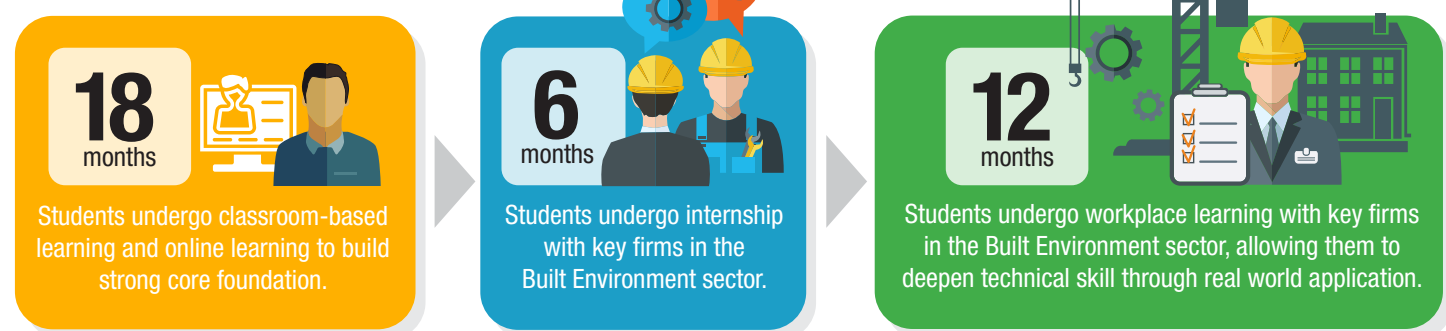 18
months
Students undergo classroom-based
learning and online learning to build
strong core foundation.
6
months
Students undergo internship
with key firms in the
Built Environment sector.
12
months
Students undergo workplace learning with key firms
in the Built Environment sector, allowing them to
deepen technical skill through real world application.